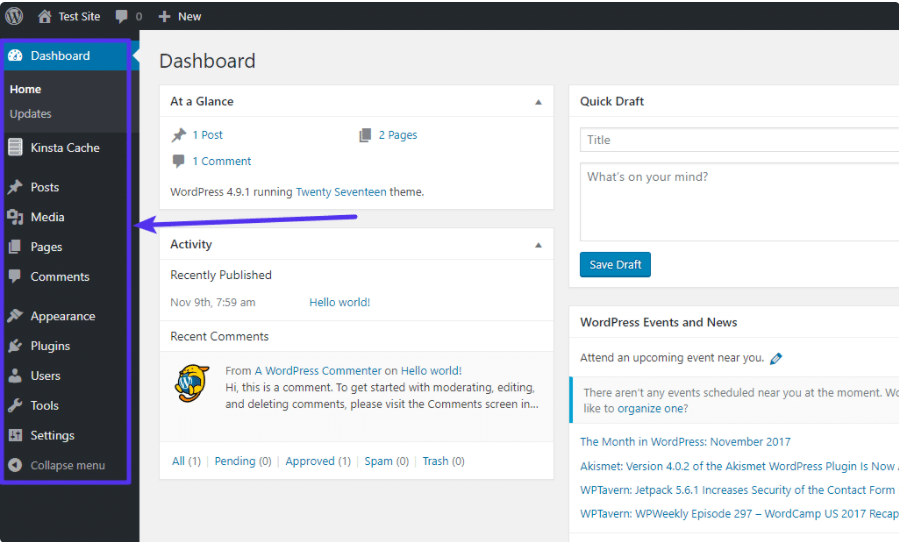 Test Site 0 New
Dashboard
Home
Updates
Kinsta Cache
Posts
Media
Pages
Comments
Appearance
Plugins
Users
Tools
Settings
Collapse menu
Dashboard
At a Glance
1 Post 2 Pages
1 Comment
WordPress 4.9.1 running Twenty Seventeen theme.
Activity
Recently Published
Nov 9th, 7:59 am Hello world!
Recent Comments
From A WordPress Commenter on Hello world!
Hi, this is a comment. To get started with moderating, editing,
and deleting comments, please visit the Comments screen in...
All (1) | Pending (0) | Approved (1) | Spam (0) | Trash (0)
Quick Draft
Title
What's on your mind?
Save Draft
WordPress Events and News
Attend an upcoming event near you.
There aren't any events scheduled near you at the moment. Wo
like to organize one?
The Month in WordPress: November 2017
Akismet: Version 4.0.2 of the Akismet WordPress Plugin Is Now
WPTavern: Jetpack 5.6.1 Increases Security of the Contact Form
WPTavern: WPWeekly Episode 297 – WordCamp US 2017 Recap